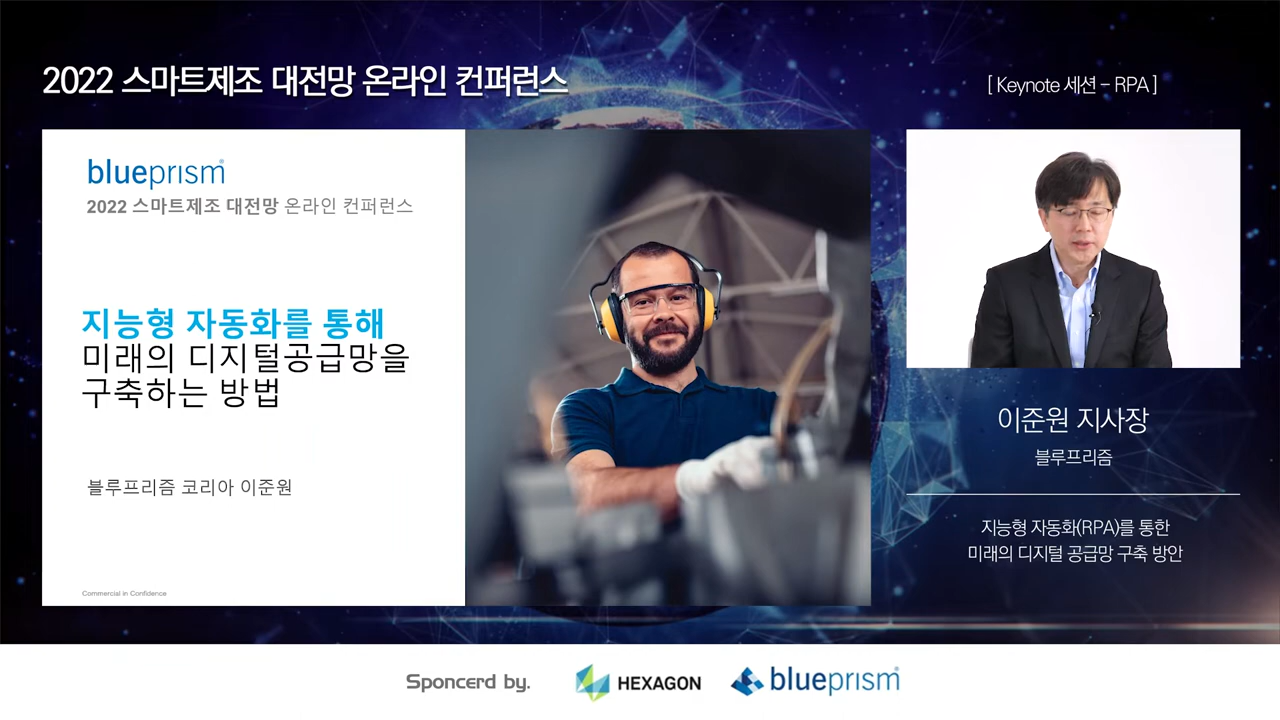 2022 스마트제조 대전망 온라인 컨퍼런스
[ Keynote 세션 - RPA ]
blueprism®
2022 스마트제조 대전망 온라인 컨퍼런스
지능형 자동화를 통해
미래의 디지털공급망을
구축하는 방법
블루프리즘 코리아 이준원
Commercial in Confidence
이준원 지사장
블루프리즘
지능형 자동화(RPA)를 통한
미래의 디지털 공급망 구축 방안
Sponcerd by.
HEXAGON
blueprism®